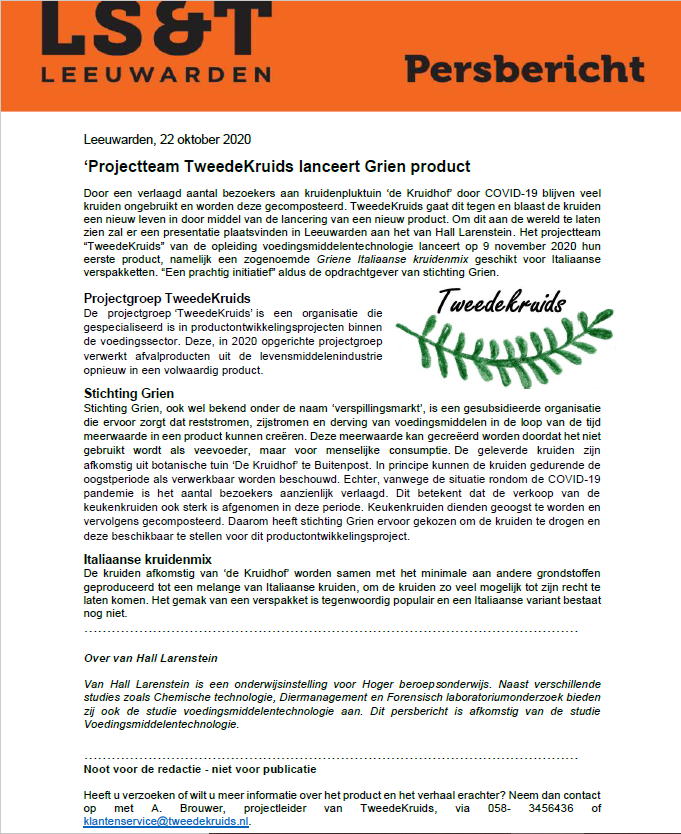 LS&T
LEEUWARDEN
Persbericht
Leeuwarden, 22 oktober 2020
‘Projectteam TweedeKruids lanceert Grien product
Door een verlaagd aantal bezoekers aan kruidenpluktuin ‘de Kruidhof’ door COVID-19 blijven veel
kruiden ongebruikt en worden deze gecomposteerd. TweedeKruids gaat dit tegen en blaast de kruiden
een nieuw leven in door middel van de lancering van een nieuw product. Om dit aan de wereld te laten
zien zal er een presentatie plaatsvinden in Leeuwarden aan het van Hall Larenstein. Het projectteam
“TweedeKruids” van de opleiding voedingsmiddelentechnologie lanceert op 9 november 2020 hun
eerste product, namelijk een zogenoemde Griene Italiaanse kruidenmix geschikt voor Italiaanse
verspakketten. “Een prachtig initiatief” aldus de opdrachtgever van stichting Grien.
Projectgroep TweedeKruids
De projectgroep ‘TweedeKruids’ is een organisatie die
gespecialiseerd is in productontwikkelingsprojecten binnen
de voedingssector. Deze, in 2020 opgerichte projectgroep
verwerkt afvalproducten uit de levensmiddelenindustrie
opnieuw in een volwaardig product.
Tweedekruids
Stichting Grien
Stichting Grien, ook wel bekend onder de naam ‘verspillingsmarkt’, is een gesubsidieerde organisatie
die ervoor zorgt dat reststromen, zijstromen en derving van voedingsmiddelen in de loop van de tijd
meerwaarde in een product kunnen creëren. Deze meerwaarde kan gecreëerd worden doordat het niet
gebruikt wordt als veevoeder, maar voor menselijke consumptie. De geleverde kruiden zijn
afkomstig uit botanische tuin ‘De Kruidhof’ te Buitenpost. In principe kunnen de kruiden gedurende de
oogstperiode als verwerkbaar worden beschouwd. Echter, vanwege de situatie rondom de COVID-19
pandemie is het aantal bezoekers aanzienlijk verlaagd. Dit betekent dat de verkoop van de
keukenkruiden ook sterk is afgenomen in deze periode. Keukenkruiden dienden geoogst te worden en
vervolgens gecomposteerd. Daarom heeft stichting Grien ervoor gekozen om de kruiden te drogen en
deze beschikbaar te stellen voor dit productontwikkelingsproject.
Italiaanse kruidenmix
De kruiden afkomstig van ‘de Kruidhof’ worden samen met het minimale aan andere grondstoffen
geproduceerd tot een melange van Italiaanse kruiden, om de kruiden zo veel mogelijk tot zijn recht te
laten komen. Het gemak van een verspakket is tegenwoordig populair en een Italiaanse variant bestaat
nog niet.
Over van Hall Larenstein
Van Hall Larenstein is een onderwijsinstelling voor Hoger beroepsonderwijs. Naast verschillende
studies zoals Chemische technologie, Diermanagement en Forensisch laboratoriumonderzoek bieden
zij ook de studie voedingsmiddelentechnologie aan. Dit persbericht is afkomstig van de studie
Voedingsmiddelentechnologie.
Noot voor de redactie - niet voor publicatie
Heeft u verzoeken of wilt u meer informatie over het product en het verhaal erachter? Neem dan contact
op met A. Brouwer, projectleider van TweedeKruids, via 058- 3456436 of
klantenservice@tweedekruids.nl.